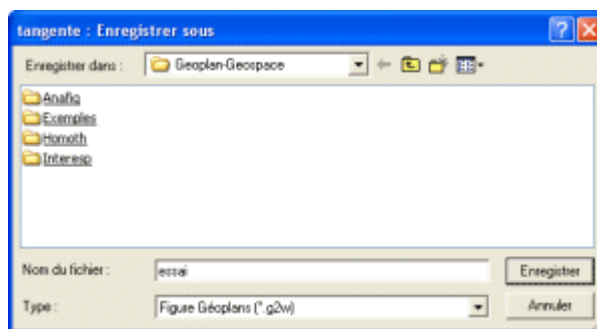 tangente : Enregistrer sous
Enregistrer dans :
Geoplan-Geospace
Anafig
Exemples
Homoth
Interesp
Nom du fichier :
essai
Enregistrer
Type :
Figure Géoplans (*.g2w)
Annuler